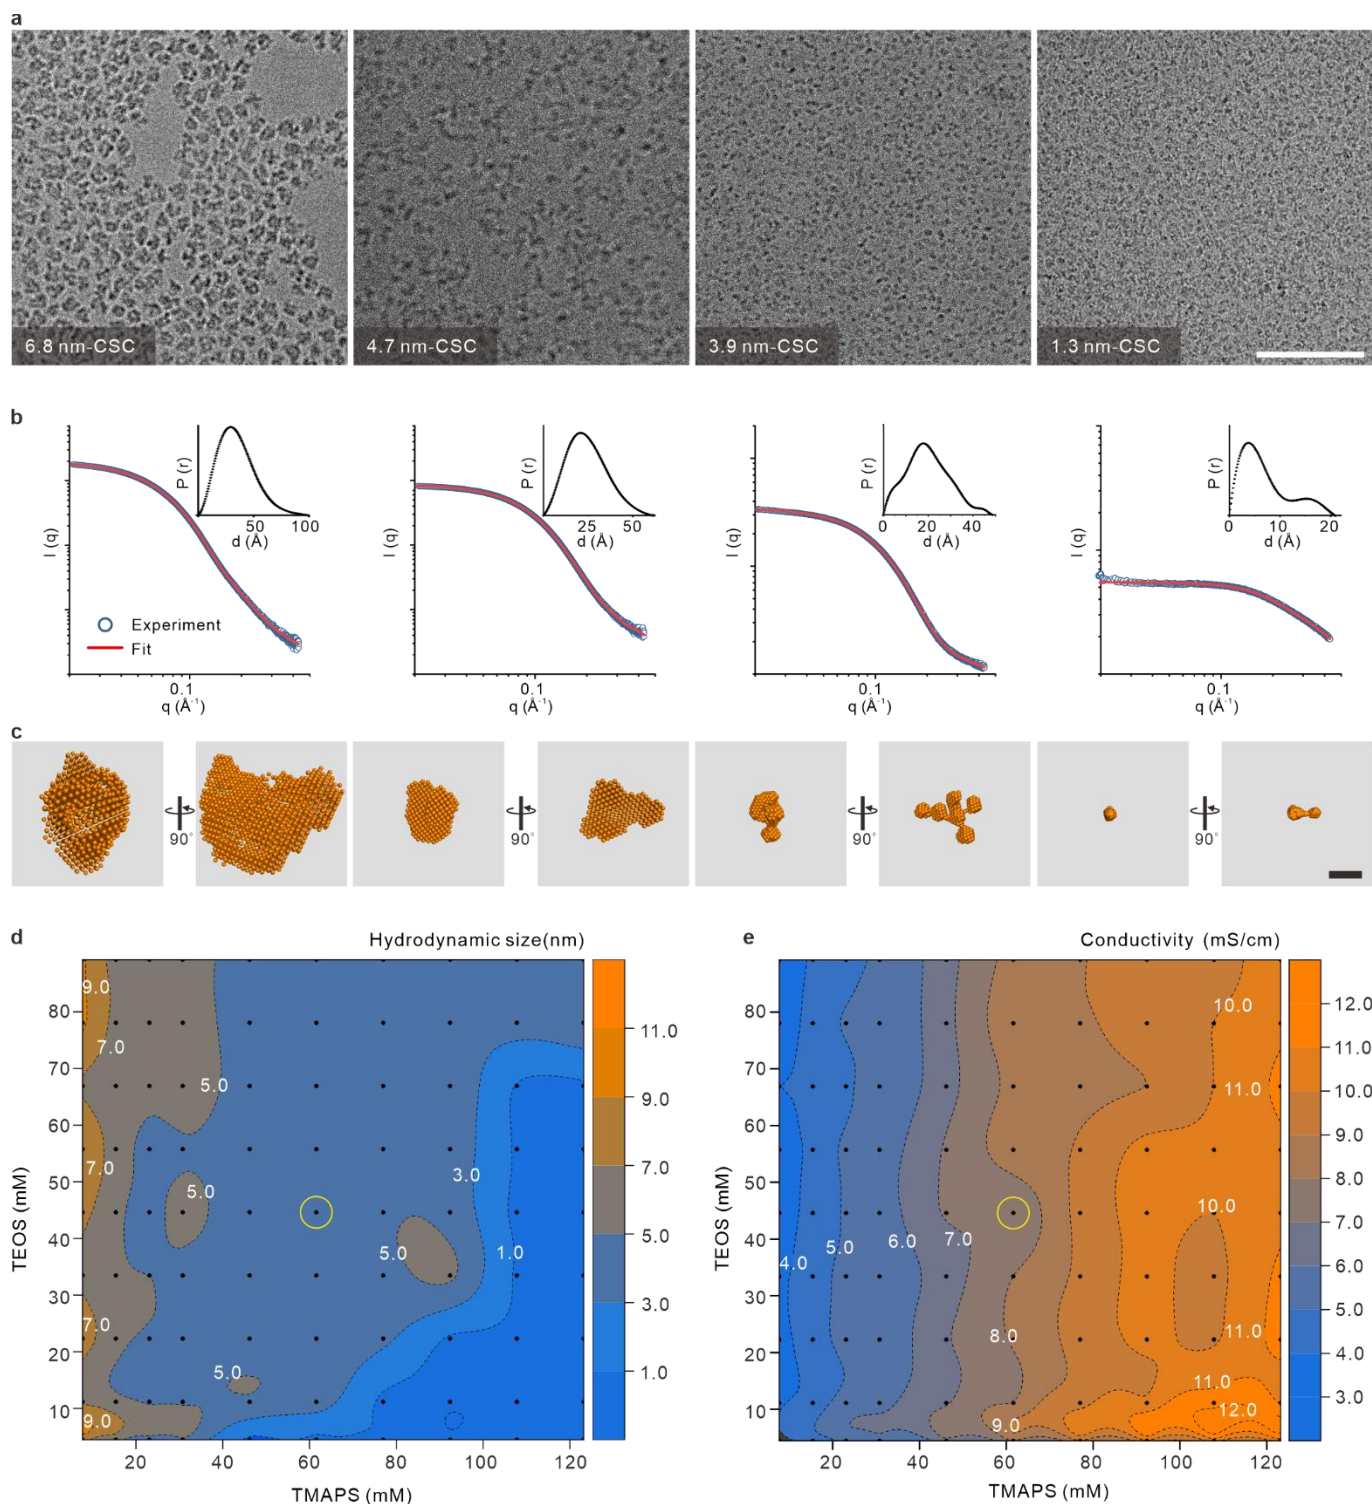 a
6.8 nm-CSC
4.7 nm-CSC
3.9 nm-CSC
1.3 nm-CSC
b
I (q)
P (r)
50
100
d (Å)
Experiment
Fit
0.1
q (Å⁻¹)
I (q)
P (r)
25
50
d (Å)
0.1
q (Å⁻¹)
I (q)
P (r)
0
20
40
d (Å)
0.1
q (Å⁻¹)
I (q)
P (r)
0
10
20
d (Å)
0.1
q (Å⁻¹)
c
90°
90°
90°
90°
d
Hydrodynamic size(nm)
TEOS (mM)
80
70
60
50
40
30
20
10
9.0
7.0
5.0
7.0
5.0
3.0
5.0
1.0
7.0
5.0
9.0
20
40
60
80
100
120
TMAPS (mM)
11.0
9.0
7.0
5.0
3.0
1.0
e
Conductivity (mS/cm)
TEOS (mM)
80
70
60
50
40
30
20
10
10.0
11.0
10.0
4.0
5.0
6.0
7.0
8.0
11.0
11.0
12.0
9.0
20
40
60
80
100
120
TMAPS (mM)
12.0
11.0
10.0
9.0
8.0
7.0
6.0
5.0
4.0
3.0